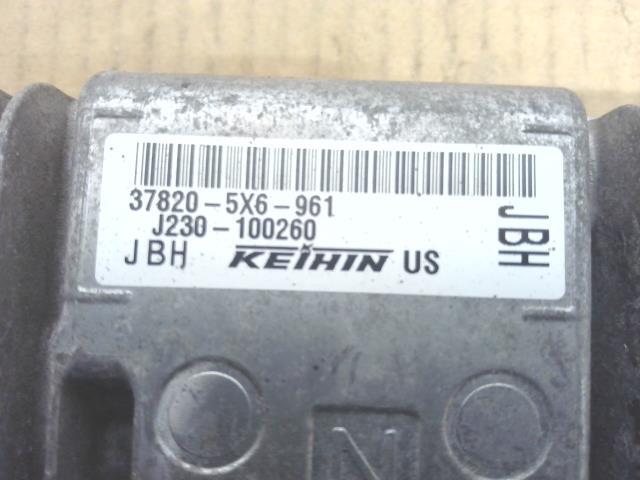 37820-5X6-961
J230-100260
JBH KEIHIN US
JBH
N